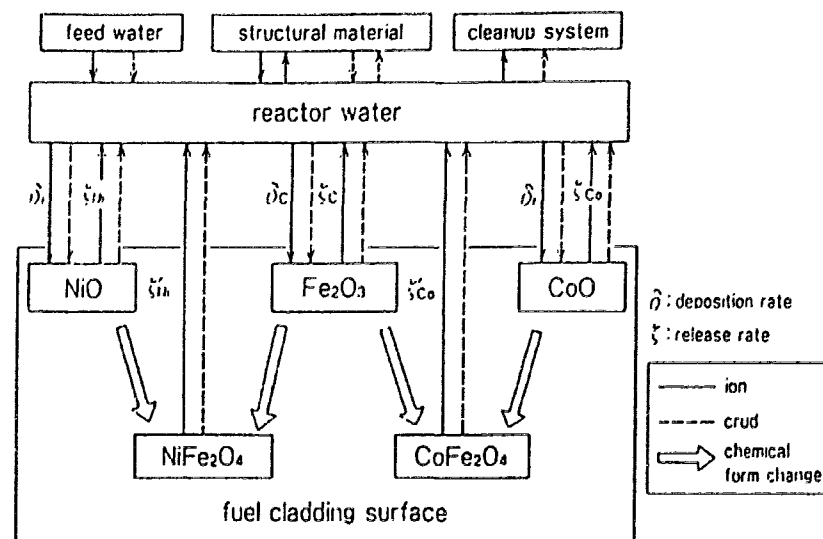 feed water
structural material
cleanup system
reactor water
NiO
Fe₂O₃
CoO
: deposition rate
: release rate
ion
crud
chemical
form change
NiFe₂O₄
CoFe₂O₄
fuel cladding surface